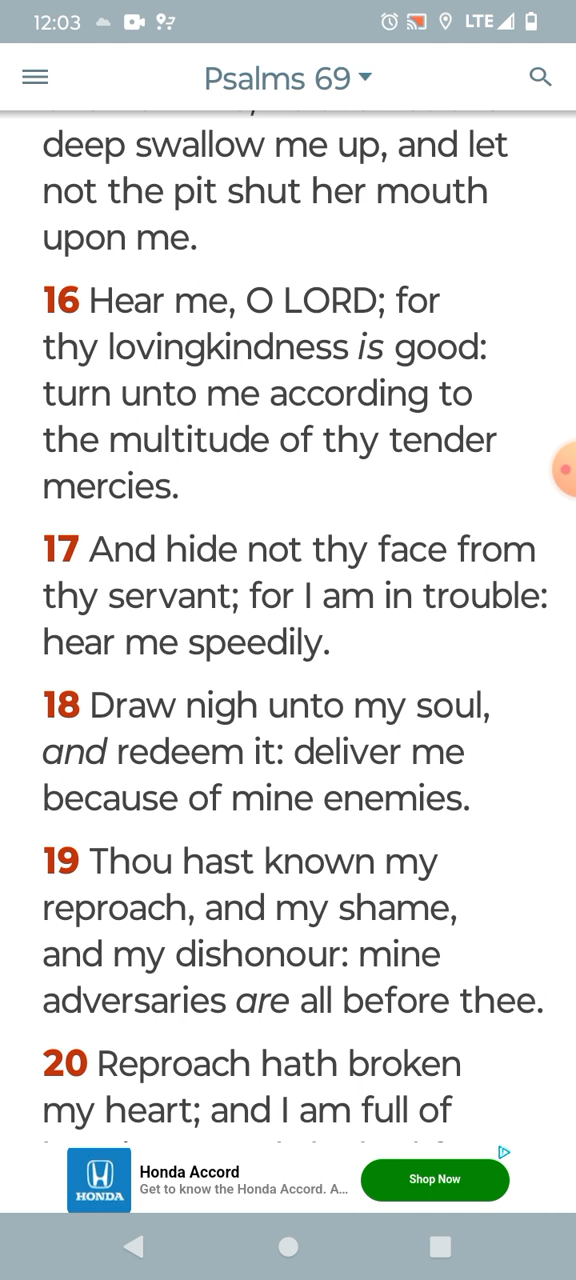 12:03
LTE
Psalms 69
deep swallow me up, and let
not the pit shut her mouth
upon me.
16 Hear me, O LORD; for
thy lovingkindness is good:
turn unto me according to
the multitude of thy tender
mercies.
17 And hide not thy face from
thy servant; for I am in trouble:
hear me speedily.
18 Draw nigh unto my soul,
and redeem it: deliver me
because of mine enemies.
19 Thou hast known my
reproach, and my shame,
and my dishonour: mine
adversaries are all before thee.
20 Reproach hath broken
my heart; and I am full of
HONDA
Honda Accord
Get to know the Honda Accord. A...
Shop Now